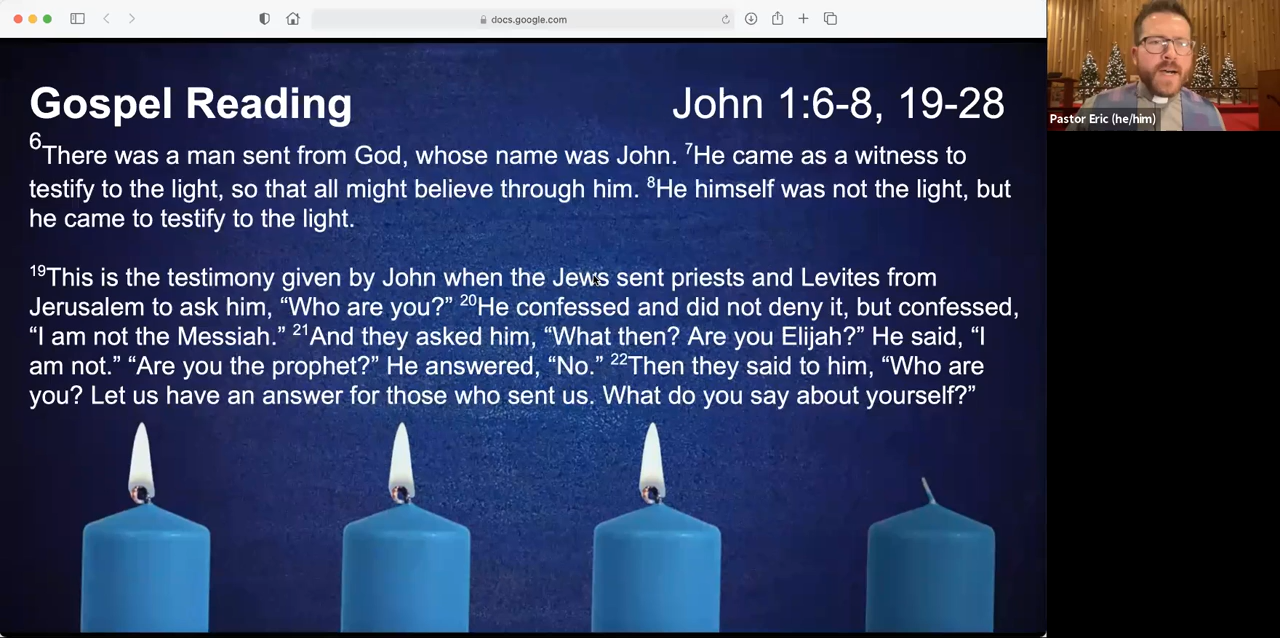 docs.google.com
Gospel Reading
John 1:6-8, 19-28
6There was a man sent from God, whose name was John. 7He came as a witness to
testify to the light, so that all might believe through him. 8He himself was not the light, but
he came to testify to the light.
19This is the testimony given by John when the Jews sent priests and Levites from
Jerusalem to ask him, “Who are you?” 20He confessed and did not deny it, but confessed,
“I am not the Messiah.” 21And they asked him, “What then? Are you Elijah?” He said, “I
am not.” “Are you the prophet?” He answered, “No.” 22Then they said to him, “Who are
you? Let us have an answer for those who sent us. What do you say about yourself?”
Pastor Eric (he/him)